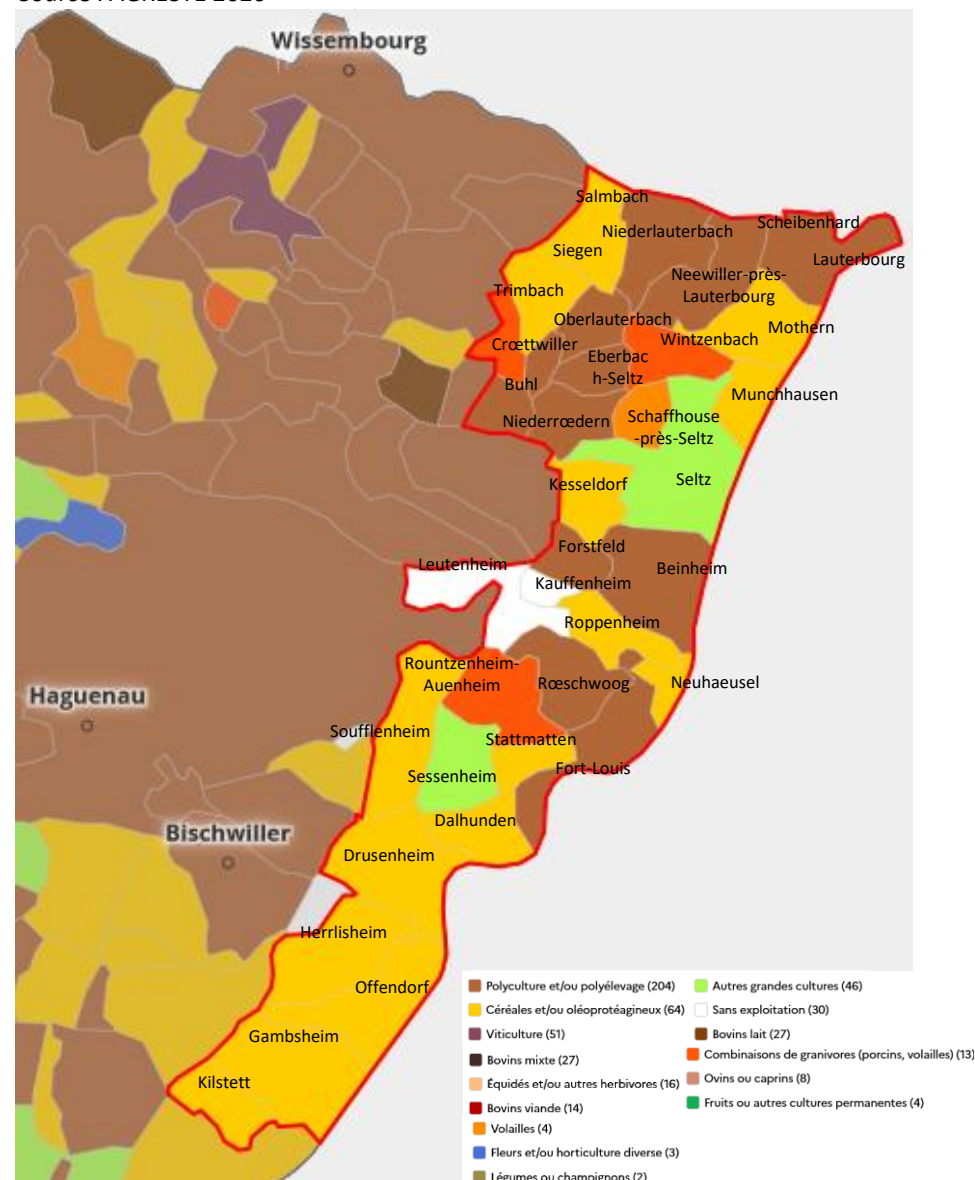 Source : AGRESTE 2020
Wissembourg
Salmbach
Scheibenhard
Niederlauterbach
Siegen
Lauterbourg
Neewiller-près-
Lauterbourg
Trimbach
Oberlauterbach
Mothern
Wintzenbach
Crœttwiller
Eberbac
h-Seltz
Buhl
Munchhausen
Schaffhouse
-près-Seltz
Niederrœdern
Seltz
Kesseldorf
Forstfeld
Leutenheim
Beinheim
Kauffenheim
Roppenheim
Rountzenheim-
Auenheim
Rœschwoog
Neuhaeusel
Haguenau
Soufflenheim
Stattmatten
Fort-Louis
Sessenheim
Dalhunden
Bischwiller
Drusenheim
Herrlisheim
Offendorf
Gambsheim
Kilstett
Polyculture et/ou polyélevage (204)
Céréales et/ou oléoprotéagineux (64)
Viticulture (51)
Bovins mixte (27)
Équidés et/ou autres herbivores (16)
Bovins viande (14)
Volailles (4)
Fleurs et/ou horticulture diverse (3)
Légumes ou champignons (2)
Autres grandes cultures (46)
Sans exploitation (30)
Bovins lait (27)
Combinaisons de granivores (porcins, volailles) (13)
Ovins ou caprins (8)
Fruits ou autres cultures permanentes (4)